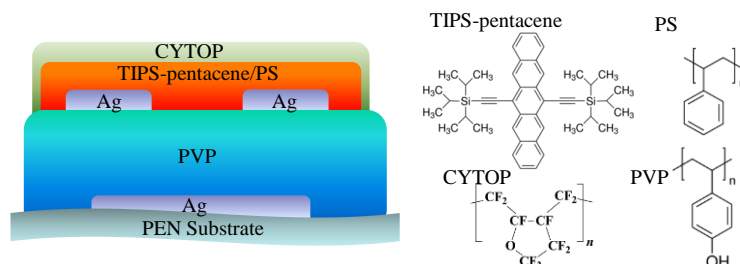 CYTOP
TIPS-pentacene/PS
Ag Ag
PVP
Ag
PEN Substrate
TIPS-pentacene
H₃C CH₃ H₃C CH₃
H₃C CH₃ H₃C CH₃
Si Si
H₃C CH₃ H₃C CH₃
PS
n
CYTOP
CF₂ CF₂
CF CF
O CF₂
CF₂
n
PVP
n
OH